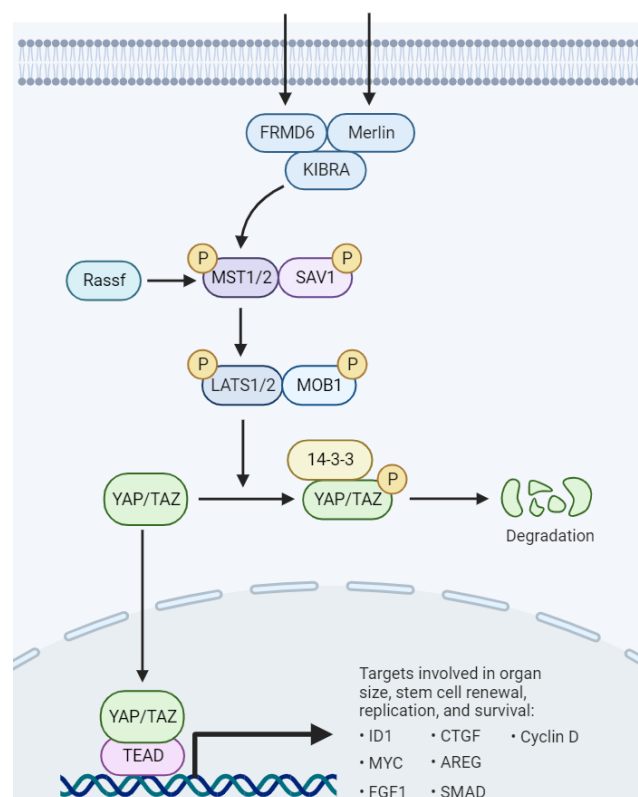 FRMD6
Merlin
KIBRA
P
P
Rassf
MST1/2
SAV1
P
P
LATS1/2
MOB1
14-3-3
P
YAP/TAZ
YAP/TAZ
Degradation
Targets involved in organ
size, stem cell renewal,
replication, and survival:
• ID1 • CTGF • Cyclin D
• MYC • AREG
• FGF1 • SMAD
YAP/TAZ
TEAD